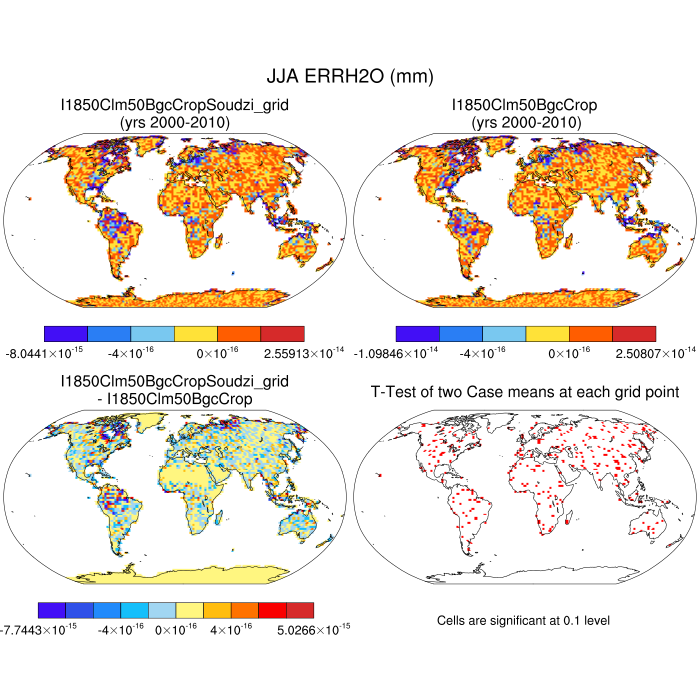 JJA ERRH2O (mm)
I1850Clm50BgcCropSoudzi_grid
(yrs 2000-2010)
I1850Clm50BgcCrop
(yrs 2000-2010)
-8.0441×10⁻¹⁵ -4×10⁻¹⁶ 0×10⁻¹⁶ 2.55913×10⁻¹⁴
-1.09846×10⁻¹⁴ -4×10⁻¹⁶ 0×10⁻¹⁶ 2.50807×10⁻¹⁴
I1850Clm50BgcCropSoudzi_grid
- I1850Clm50BgcCrop
T-Test of two Case means at each grid point
-7.7443×10⁻¹⁵ -4×10⁻¹⁶ 0×10⁻¹⁶ 4×10⁻¹⁶ 5.0266×10⁻¹⁵
Cells are significant at 0.1 level